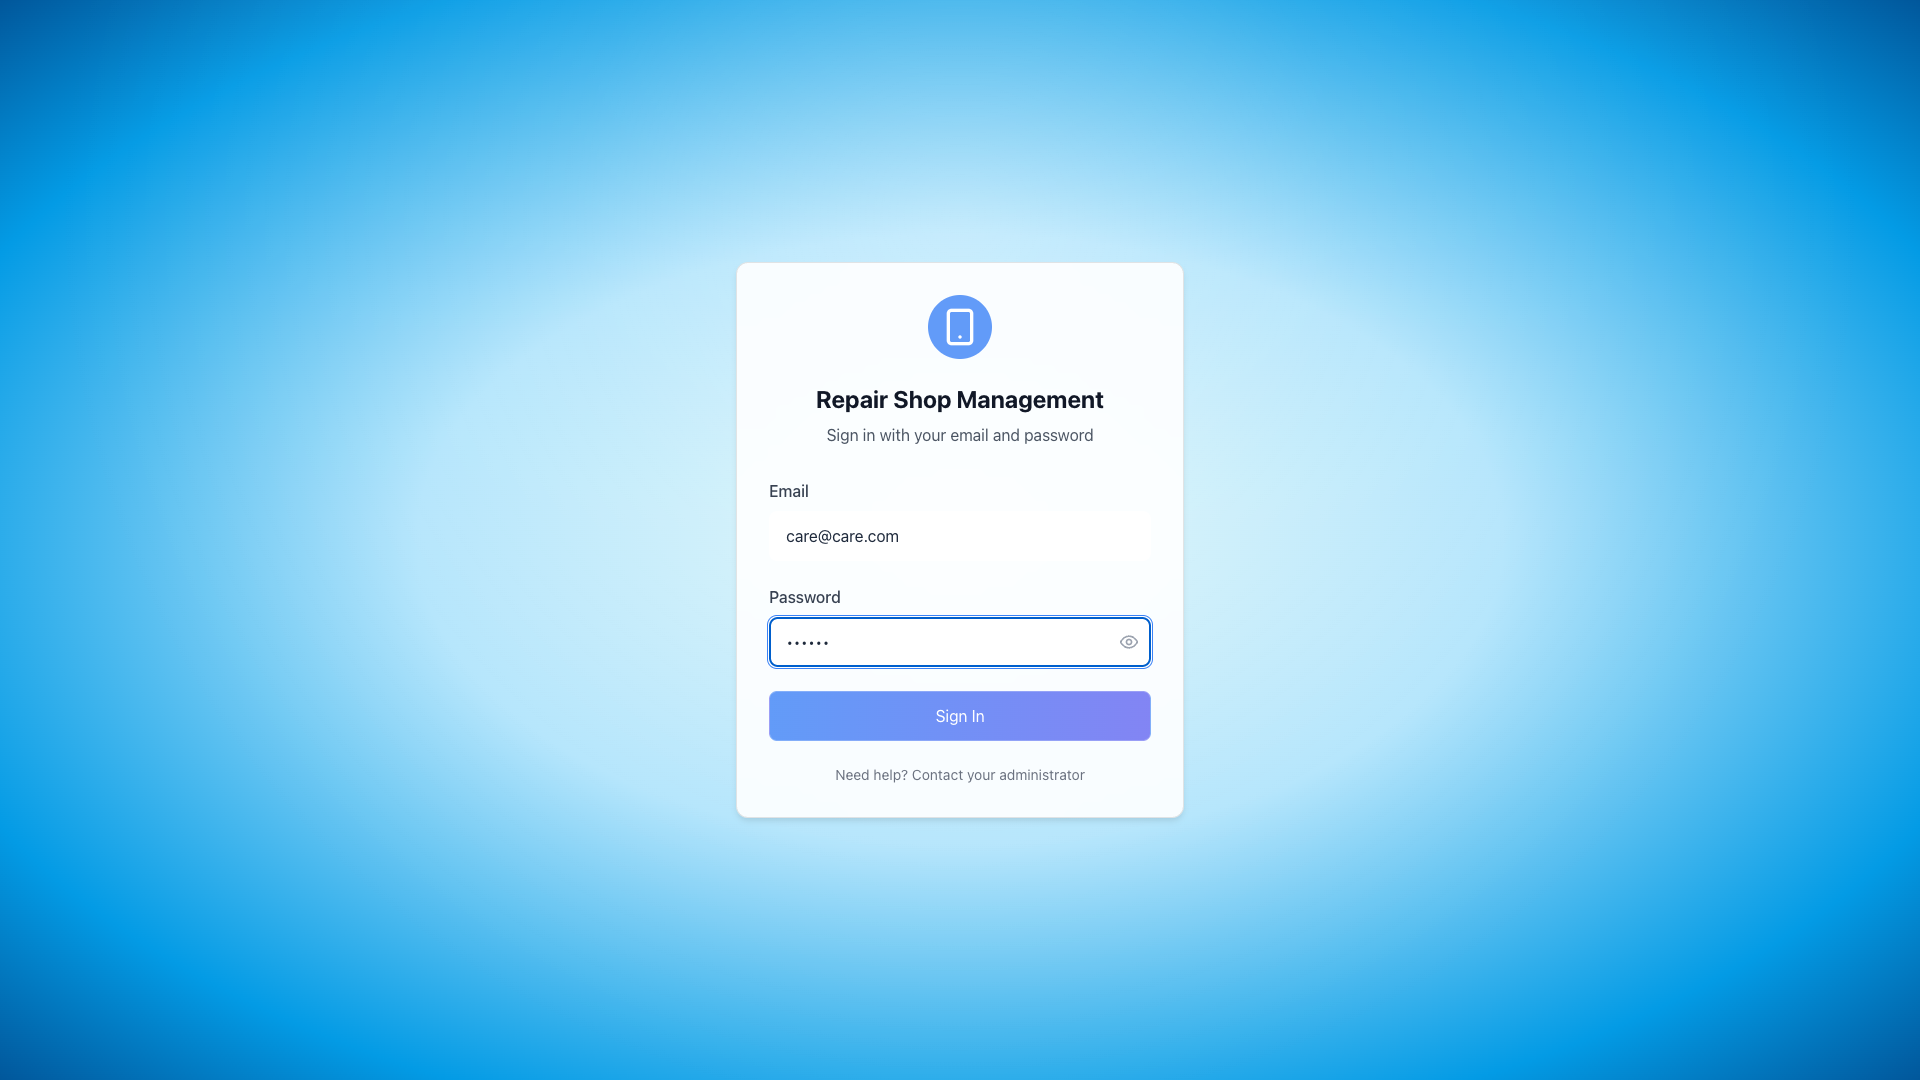 Repair Shop Management
Sign in with your email and password
Email
care@care.com
Password
••••••
Sign In
Need help? Contact your administrator